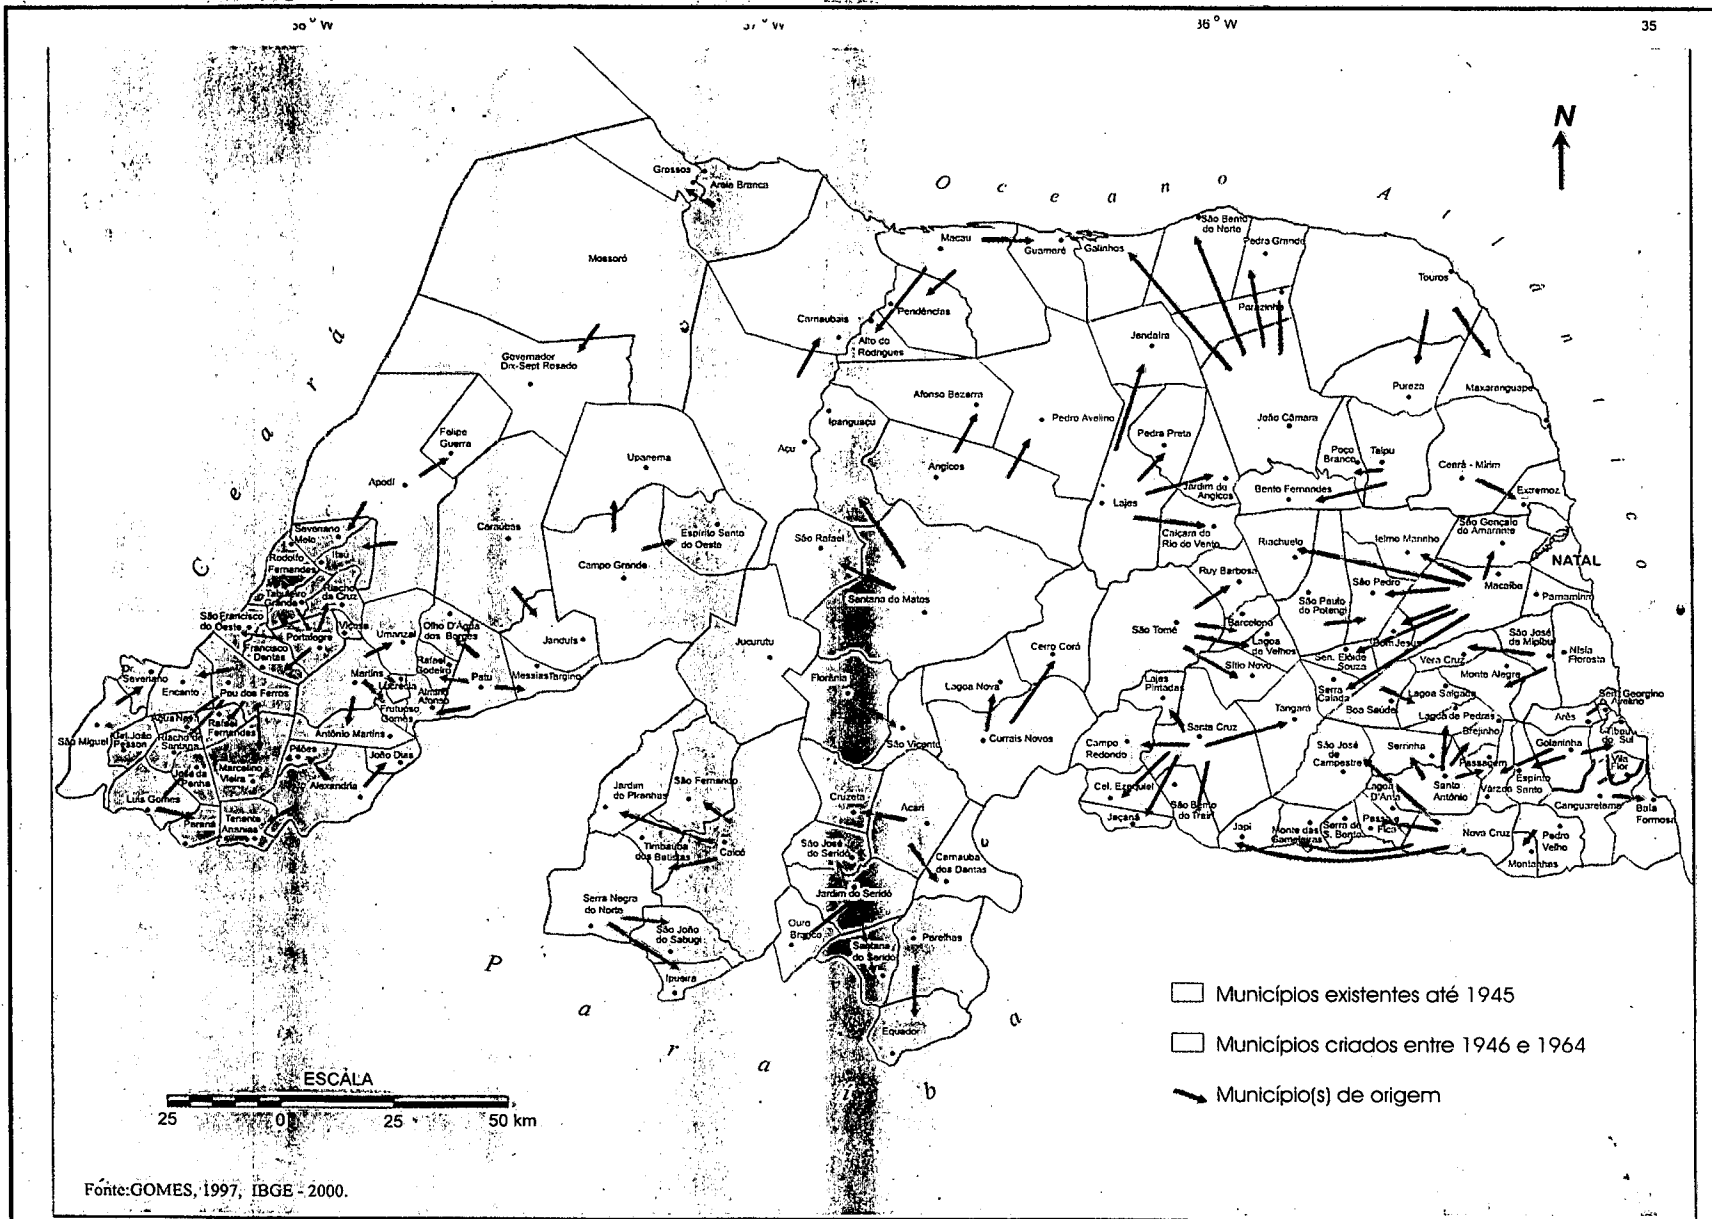 36° W
35
N
Oceano
Atlântico
Grossos
Areia Branca
Mossoró
Macau
Guamaré
Galinhos
São Bento
do Norte
Pedra Grande
Touros
Parazinho
Pendências
Carnaubais
Alto do
Rodrigues
Jandaíra
Governador
Dix-Sept Rosado
Pureza
Maxaranguape
Afonso Bezerra
Pedro Avelino
João Câmara
Ipanguaçu
Felipe
Guerra
Açu
Pedra Preta
Upanema
Angicos
Poço
Branco
Taipu
Ceará - Mirim
Ceará
Apodi
Jardim de
Angicos
Bento Fernandes
Extremoz
Lajes
Severiano
Melo
Itaú
Caraúbas
Espírito Santo
do Oeste
São Rafael
Caiçara do
Rio do Vento
Riachuelo
Ielmo Marinho
São Gonçalo
do Amarante
NATAL
Rodolfo
Fernandes
Campo Grande
Ruy Barbosa
São Pedro
Macaíba
Parnamirim
Taboleiro
Grande
Riacho
da Cruz
Santana do Matos
São Paulo
do Potengi
São Francisco
do Oeste
Viçosa
Portalegre
Umarizal
Olho D'Água
dos Borges
Janduís
Jucurutu
São Tomé
Barcelona
Lagoa
de Velhos
Bom Jesus
São José
de Mipibu
Nísia
Floresta
Francisco
Dantas
Rafael
Godeiro
Cerro Corá
Sítio Novo
Sen. Elói de
Souza
Vera Cruz
Monte Alegre
Dr.
Severiano
Encanto
Pau dos Ferros
Martins
Lucrécia
Almino
Afonso
Patu
Messias Targino
Florânia
Lagoa Nova
Lajes
Pintadas
Serra
Caiada
Lagoa Salgada
Sen. Georgino
Avelino
Frutuoso
Gomes
Boa Saúde
Tangará
Lagoa de Pedras
Arês
Tibau
do Sul
Água Nova
Rafael
Fernandes
Antônio Martins
São Vicente
Currais Novos
Santa Cruz
Brejinho
Goianinha
São Miguel
Riacho de
Santana
Pilões
João Dias
Campo
Redondo
São José
de
Campestre
Serrinha
Passagem
Vila
Flor
José da
Penha
Marcelino
Vieira
Alexandria
Jardim
de Piranhas
São Fernando
Cruzeta
Acari
Cel. Ezequiel
São Bento
do Trairi
Lagoa
D'Anta
Santo
Antônio
Várzea
Espírito
Santo
Canguaretama
Baía
Formosa
Luís Gomes
Paraná
Tenente
Ananias
Timbaúba
dos Batistas
Caicó
São José
do Seridó
Carnaúba
dos Dantas
Jaçanã
Japi
Monte das
Gameleiras
Serra de
S. Bento
Passa e
Fica
Nova Cruz
Montanhas
Pedro
Velho
Serra Negra
do Norte
São João
do Sabugi
Ipueira
Jardim do Seridó
Ouro
Branco
Santana
do Seridó
Parelhas
Equador
Paraíba
Municípios existentes até 1945
Municípios criados entre 1946 e 1964
Município(s) de origem
ESCALA
25 0 25 50 km
Fonte:GOMES, 1997, IBGE - 2000.